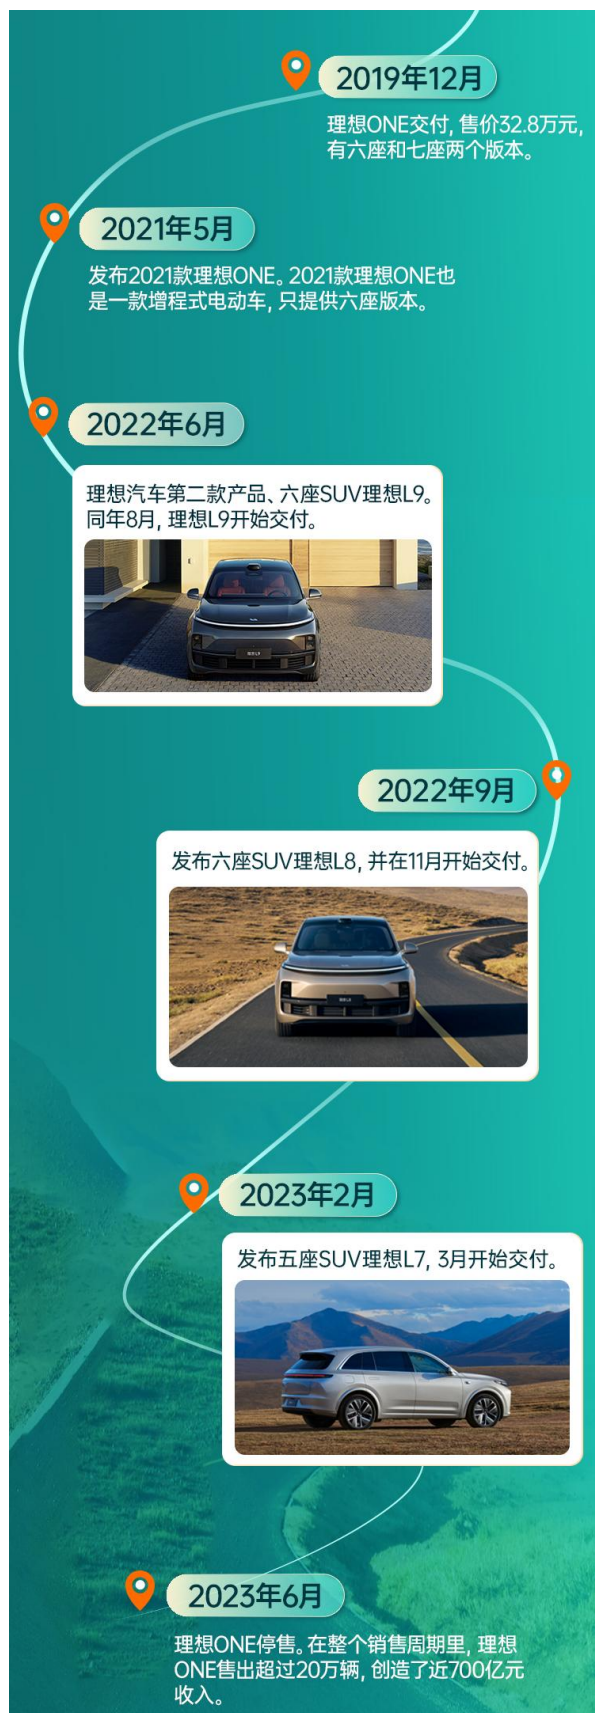 2019年12月
理想ONE交付, 售价32.8万元,
有六座和七座两个版本。
2021年5月
发布2021款理想ONE。2021款理想ONE也
是一款增程式电动车, 只提供六座版本。
2022年6月
理想汽车第二款产品、六座SUV理想L9。
同年8月, 理想L9开始交付。
理想L9
2022年9月
发布六座SUV理想L8, 并在11月开始交付。
理想L8
2023年2月
发布五座SUV理想L7, 3月开始交付。
2023年6月
理想ONE停售。在整个销售周期里, 理想
ONE售出超过20万辆, 创造了近700亿元
收入。